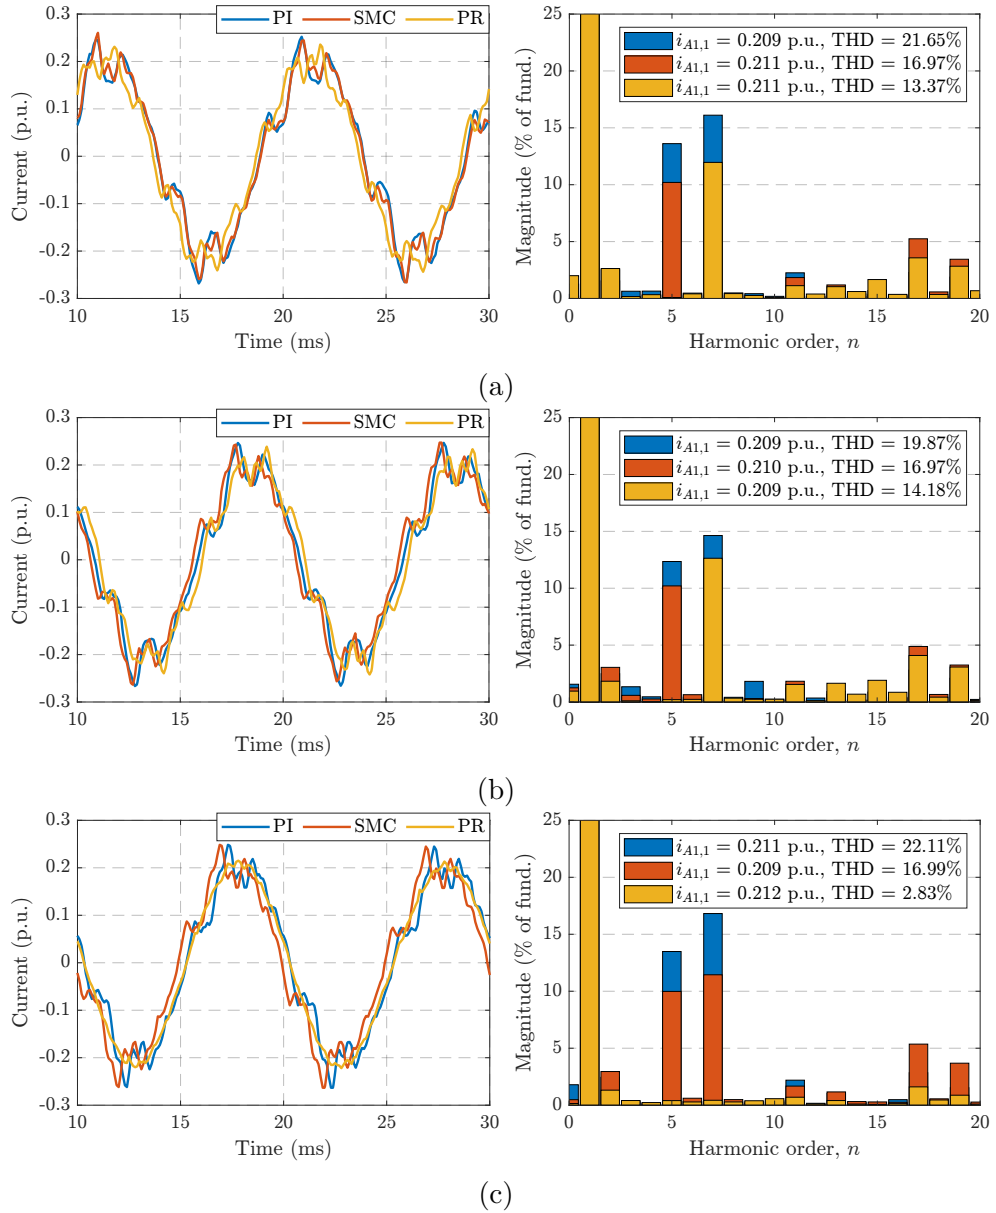 PI SMC PR
0.3
0.2
0.1
0
-0.1
-0.2
-0.3
Current (p.u.)
10 15 20 25 30
Time (ms)
i_{A1,1} = 0.209 p.u., THD = 21.65%
i_{A1,1} = 0.211 p.u., THD = 16.97%
i_{A1,1} = 0.211 p.u., THD = 13.37%
25
20
15
10
5
0
Magnitude (% of fund.)
0 5 10 15 20
Harmonic order, n
(a)
PI SMC PR
0.3
0.2
0.1
0
-0.1
-0.2
-0.3
Current (p.u.)
10 15 20 25 30
Time (ms)
i_{A1,1} = 0.209 p.u., THD = 19.87%
i_{A1,1} = 0.210 p.u., THD = 16.97%
i_{A1,1} = 0.209 p.u., THD = 14.18%
25
20
15
10
5
0
Magnitude (% of fund.)
0 5 10 15 20
Harmonic order, n
(b)
PI SMC PR
0.3
0.2
0.1
0
-0.1
-0.2
-0.3
Current (p.u.)
10 15 20 25 30
Time (ms)
i_{A1,1} = 0.211 p.u., THD = 22.11%
i_{A1,1} = 0.209 p.u., THD = 16.99%
i_{A1,1} = 0.212 p.u., THD = 2.83%
25
20
15
10
5
0
Magnitude (% of fund.)
0 5 10 15 20
Harmonic order, n
(c)